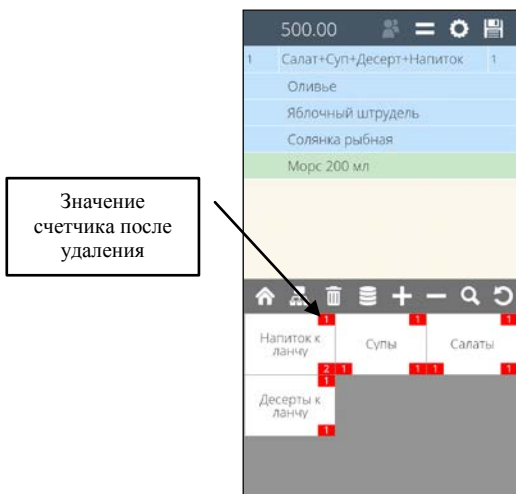 500.00
1 Салат+Суп+Десерт+Напиток 1
Оливье
Яблочный штрудель
Солянка рыбная
Морс 200 мл
Значение
счетчика после
удаления
1 1 1
Напиток к
ланчу
Супы
Салаты
2 1 1 1 1
1
Десерты к
ланчу
1